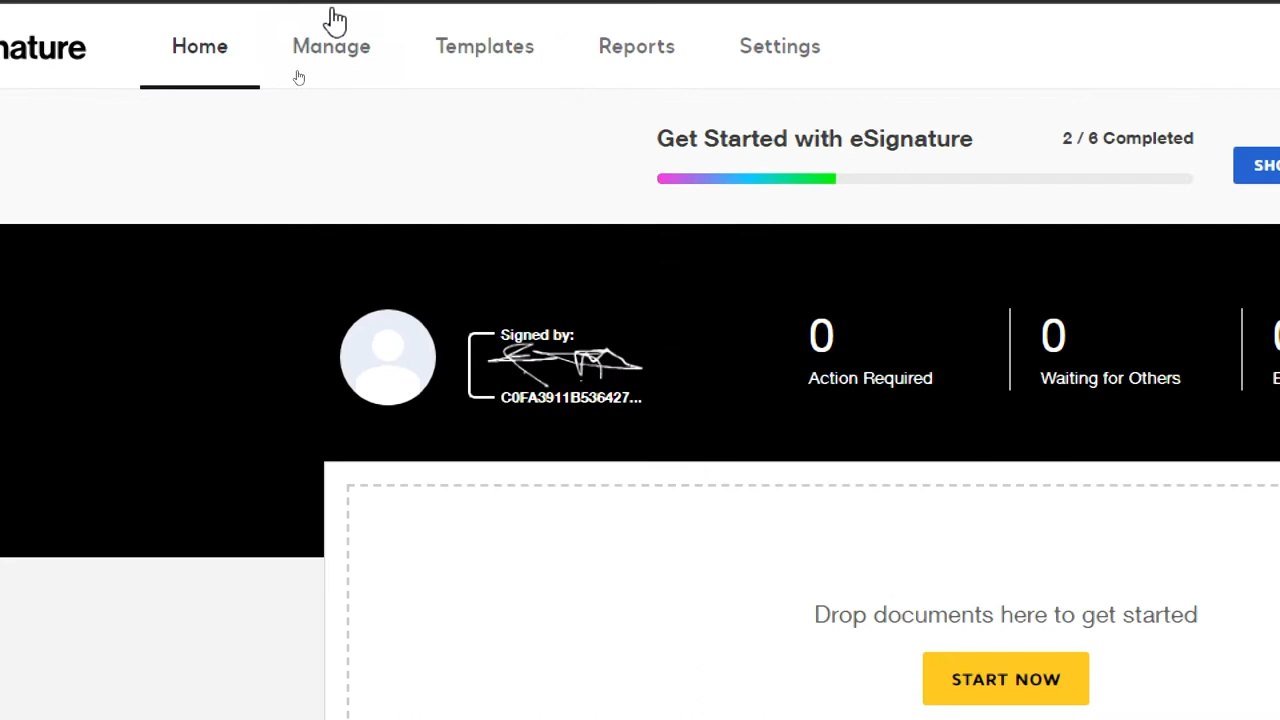 nature
Home
Manage
Templates
Reports
Settings
Get Started with eSignature
2 / 6 Completed
SHO
Signed by:
C0FA3911B536427...
0
Action Required
0
Waiting for Others
Drop documents here to get started
START NOW